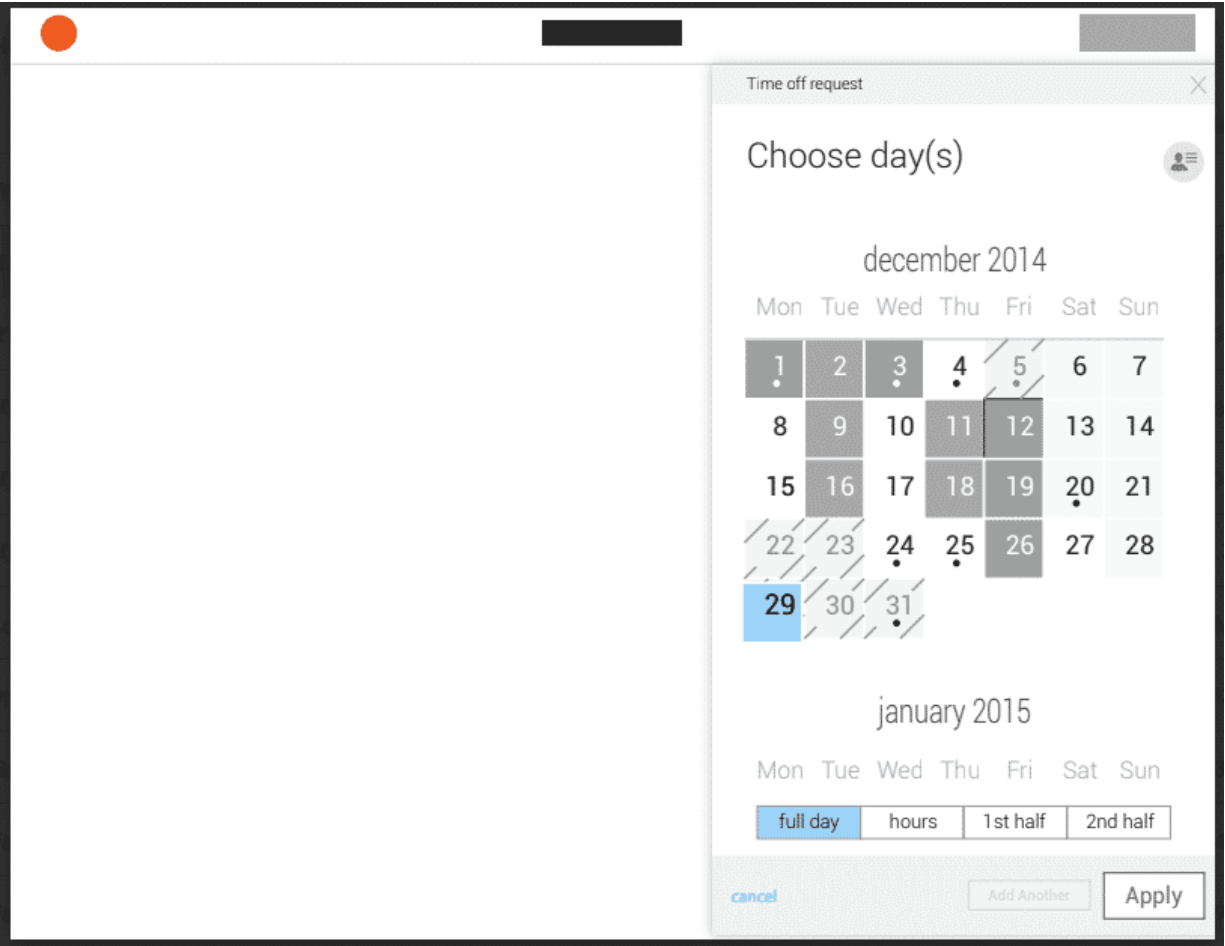 Time off request
Choose day(s)
december 2014
Mon Tue Wed Thu Fri Sat Sun
1 2 3 4 5 6 7
8 9 10 11 12 13 14
15 16 17 18 19 20 21
22 23 24 25 26 27 28
29 30 31
january 2015
Mon Tue Wed Thu Fri Sat Sun
full day hours 1st half 2nd half
cancel Add Another Apply